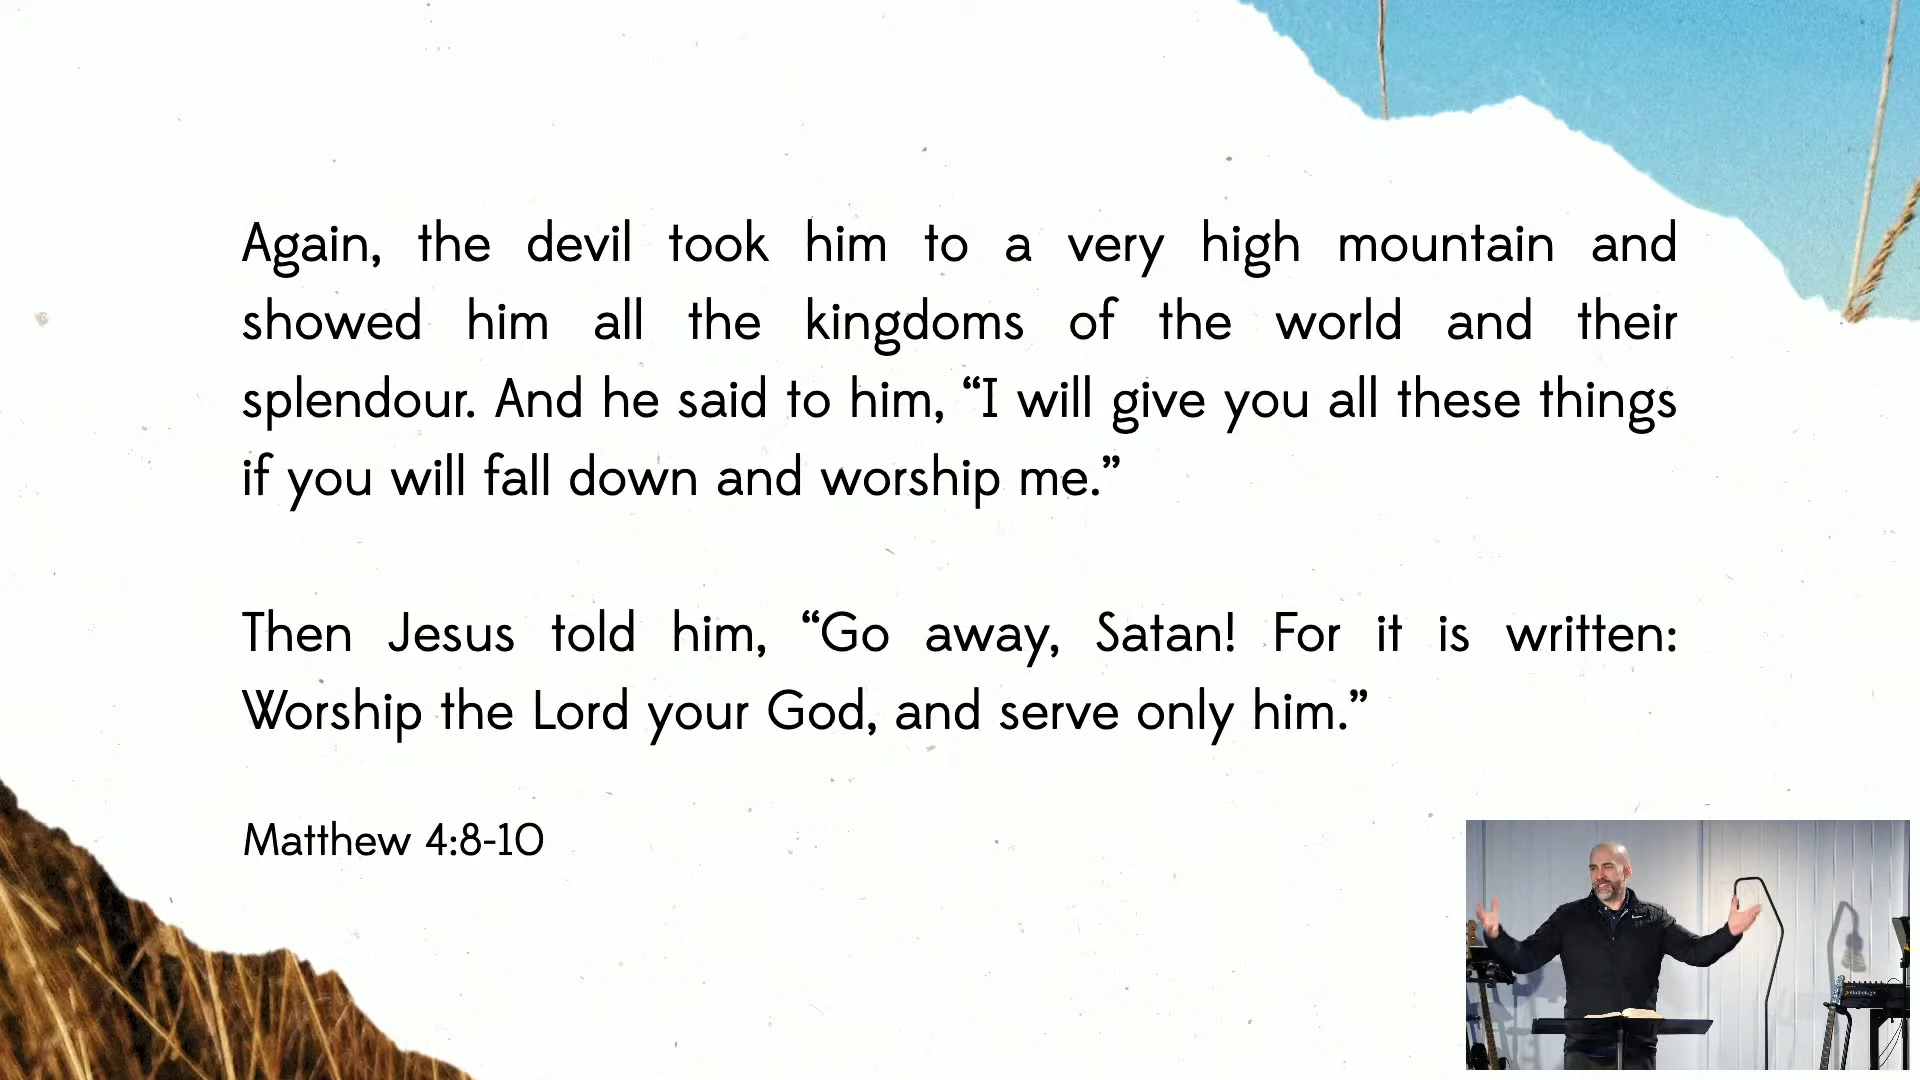 Again, the devil took him to a very high mountain and
showed him all the kingdoms of the world and their
splendour. And he said to him, “I will give you all these things
if you will fall down and worship me.”
Then Jesus told him, “Go away, Satan! For it is written:
Worship the Lord your God, and serve only him.”
Matthew 4:8-10